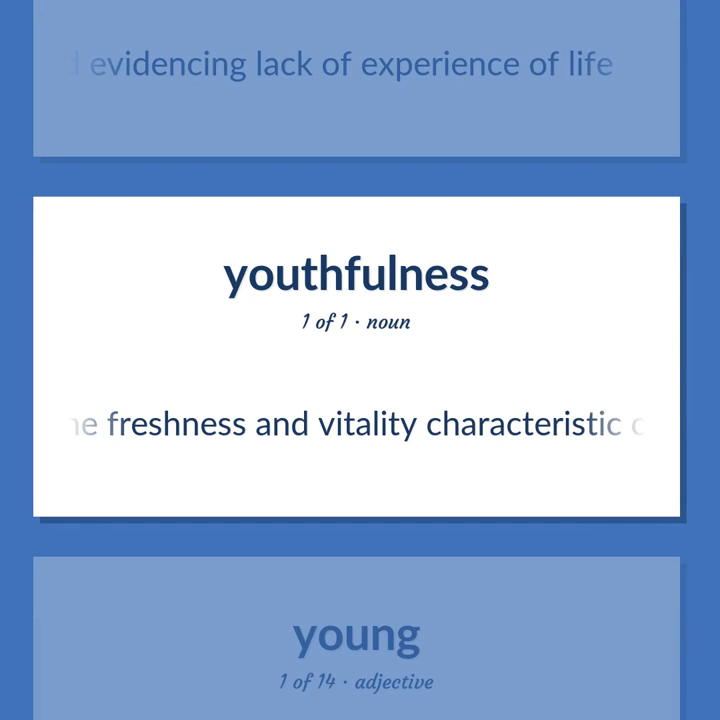 evidencing lack of experience of life
youthfulness
1 of 1 · noun
freshness and vitality characteristic
young
1 of 14 · adjective